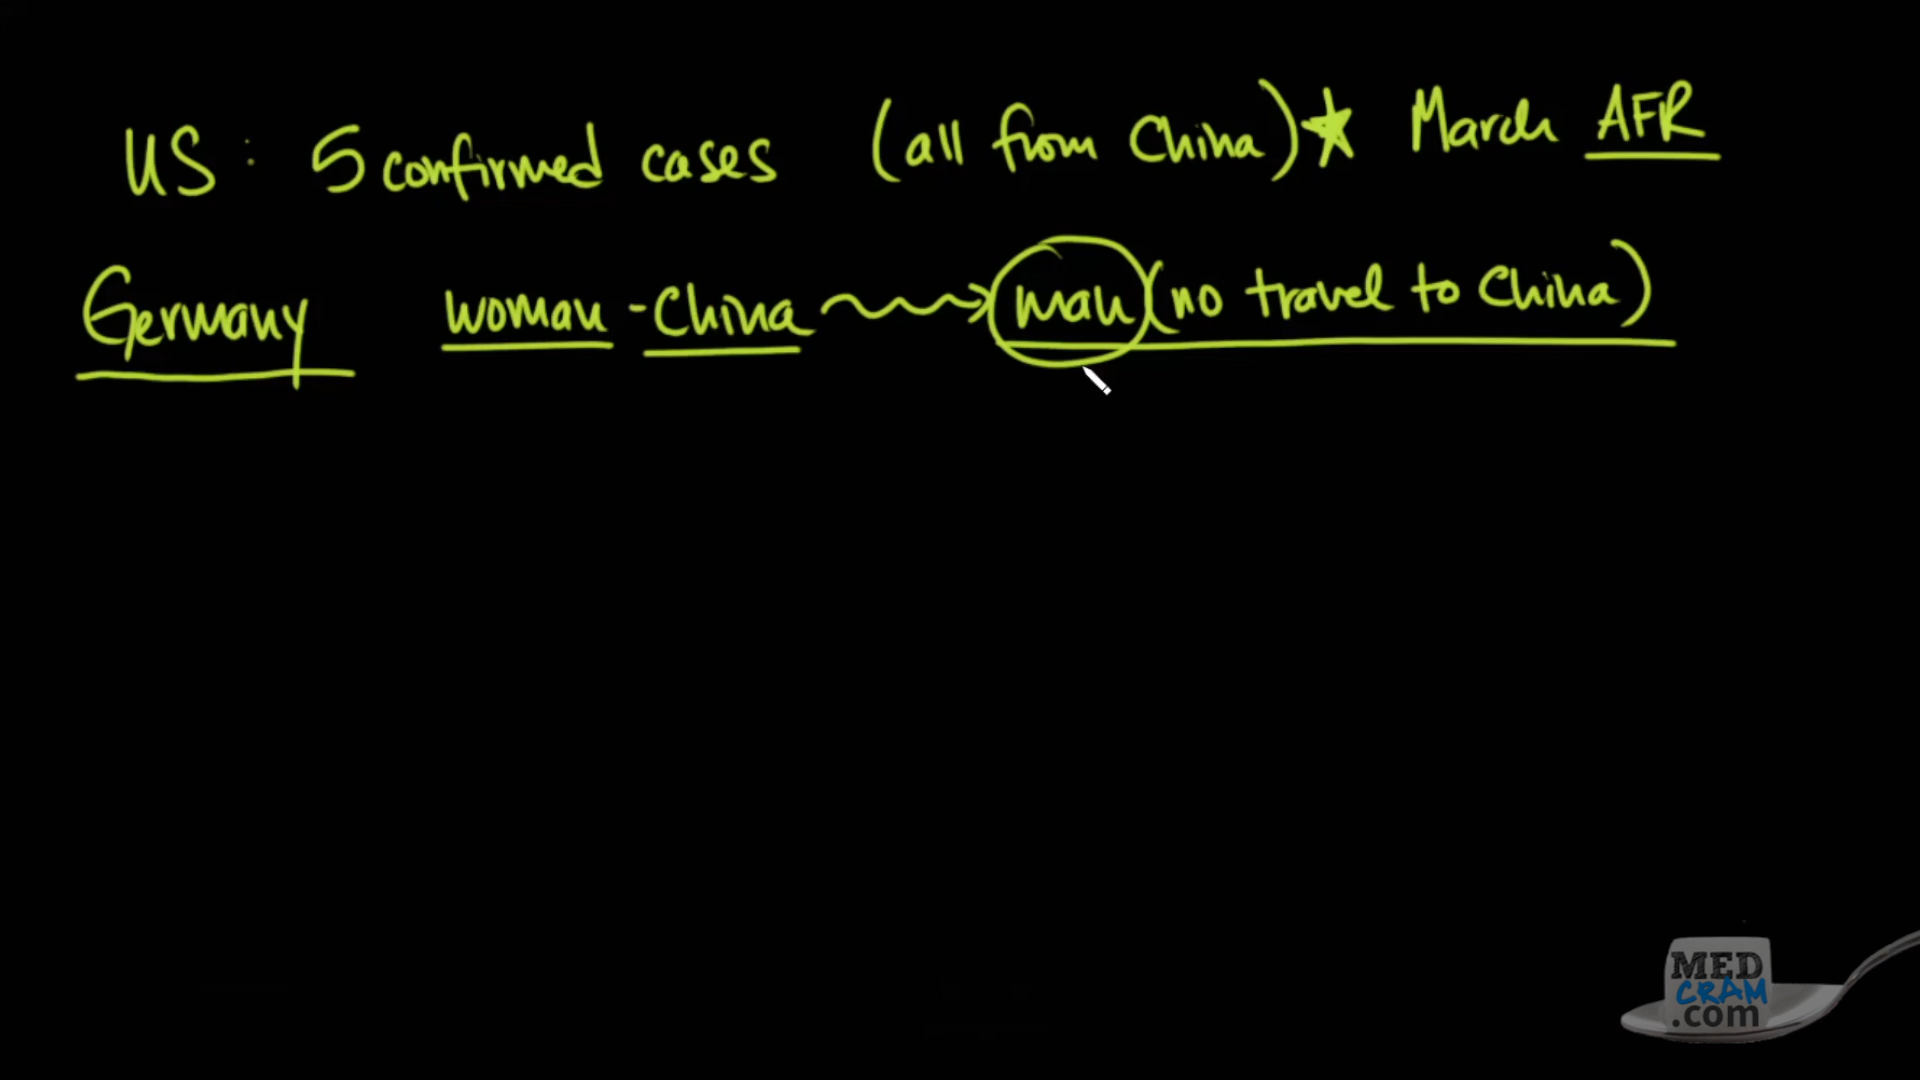 US: 5 confirmed cases (all from China) ★ March AFR
Germany woman - China → man (no travel to China)
MED
CRAM
.com